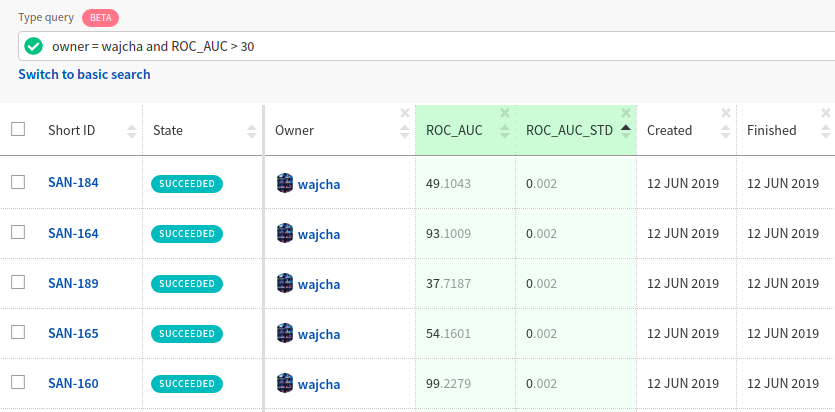 Type query BETA
owner = wajcha and ROC_AUC > 30
Switch to basic search
Short ID State Owner ROC_AUC ROC_AUC_STD Created Finished
SAN-184 SUCCEEDED wajcha 49.1043 0.002 12 JUN 2019 12 JUN 2019
SAN-164 SUCCEEDED wajcha 93.1009 0.002 12 JUN 2019 12 JUN 2019
SAN-189 SUCCEEDED wajcha 37.7187 0.002 12 JUN 2019 12 JUN 2019
SAN-165 SUCCEEDED wajcha 54.1601 0.002 12 JUN 2019 12 JUN 2019
SAN-160 SUCCEEDED wajcha 99.2279 0.002 12 JUN 2019 12 JUN 2019